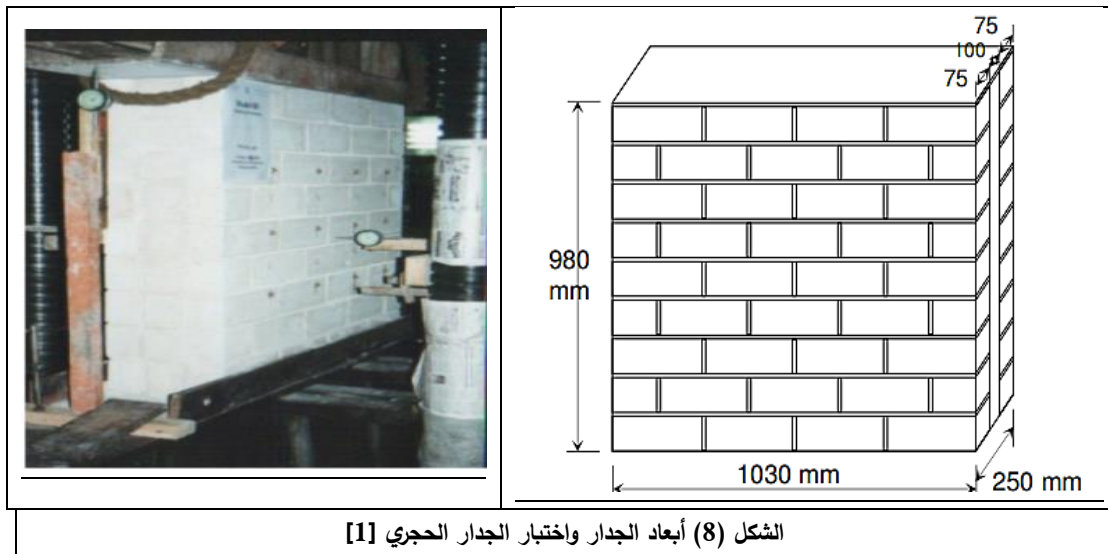 75
100
75
980
mm
1030 mm
250 mm
الشكل (8) أبعاد الجدار واختبار الجدار الحجري [1]